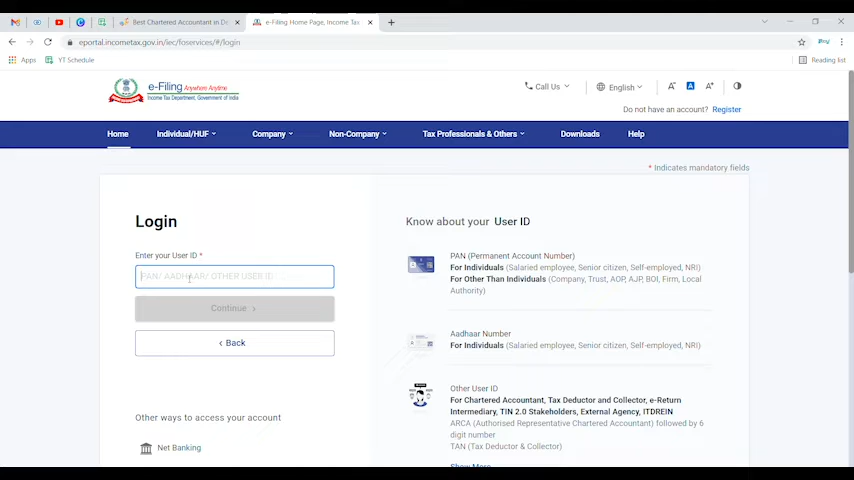 Best Chartered Accountant in De
e-Filing Home Page, Income Tax
eportal.incometax.gov.in/iec/foservices/#/login
Apps
YT Schedule
Reading list
e-Filing Anywhere Anytime
Income Tax Department, Government of India
Call Us
English
A-
A
A+
Do not have an account? Register
Home
Individual/HUF
Company
Non-Company
Tax Professionals & Others
Downloads
Help
* Indicates mandatory fields
Login
Enter your User ID *
PAN/ AADHAAR/ OTHER USER ID
Continue >
< Back
Other ways to access your account
Net Banking
Know about your User ID
PAN (Permanent Account Number)
For Individuals (Salaried employee, Senior citizen, Self-employed, NRI)
For Other Than Individuals (Company, Trust, AOP, AJP, BOI, Firm, Local
Authority)
Aadhaar Number
For Individuals (Salaried employee, Senior citizen, Self-employed, NRI)
Other User ID
For Chartered Accountant, Tax Deductor and Collector, e-Return
Intermediary, TIN 2.0 Stakeholders, External Agency, ITDREIN
ARCA (Authorised Representative Chartered Accountant) followed by 6
digit number
TAN (Tax Deductor & Collector)
Show More